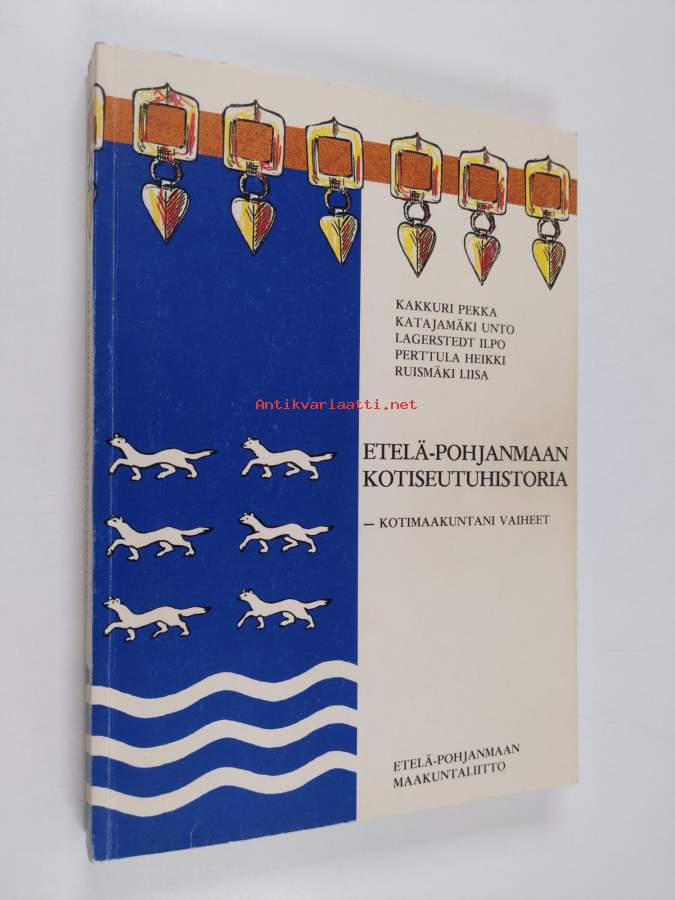 KAKKURI PEKKA
KATAJAMÄKI UNTO
LAGERSTEDT ILPO
PERTTULA HEIKKI
RUISMÄKI LIISA
Antikvariaatti.net
ETELÄ-POHJANMAAN
KOTISEUTUHISTORIA
— KOTIMAAKUNTANI VAIHEET
ETELÄ-POHJANMAAN
MAAKUNTALIITTO